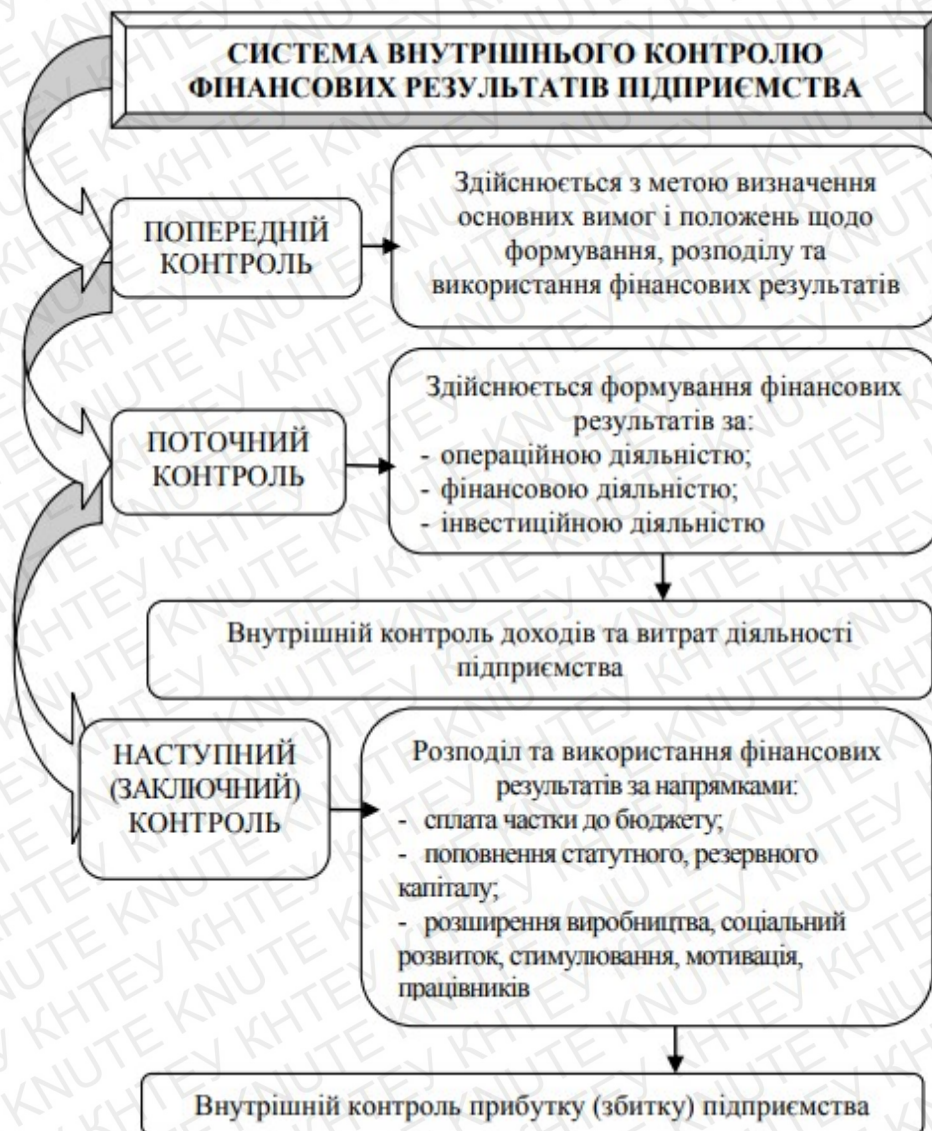 СИСТЕМА ВНУТРІШНЬОГО КОНТРОЛЮ
ФІНАНСОВИХ РЕЗУЛЬТАТІВ ПІДПРИЄМСТВА
ПОПЕРЕДНІЙ
КОНТРОЛЬ
Здійснюється з метою визначення
основних вимог і положень щодо
формування, розподілу та
використання фінансових результатів
ПОТОЧНИЙ
КОНТРОЛЬ
Здійснюється формування фінансових
результатів за:
- операційною діяльністю;
- фінансовою діяльністю;
- інвестиційною діяльністю
Внутрішній контроль доходів та витрат діяльності
підприємства
НАСТУПНИЙ
(ЗАКЛЮЧНИЙ)
КОНТРОЛЬ
Розподіл та використання фінансових
результатів за напрямками:
- сплата частки до бюджету;
- поповнення статутного, резервного
капіталу;
- розширення виробництва, соціальний
розвиток, стимулювання, мотивація,
працівників
Внутрішній контроль прибутку (збитку) підприємства